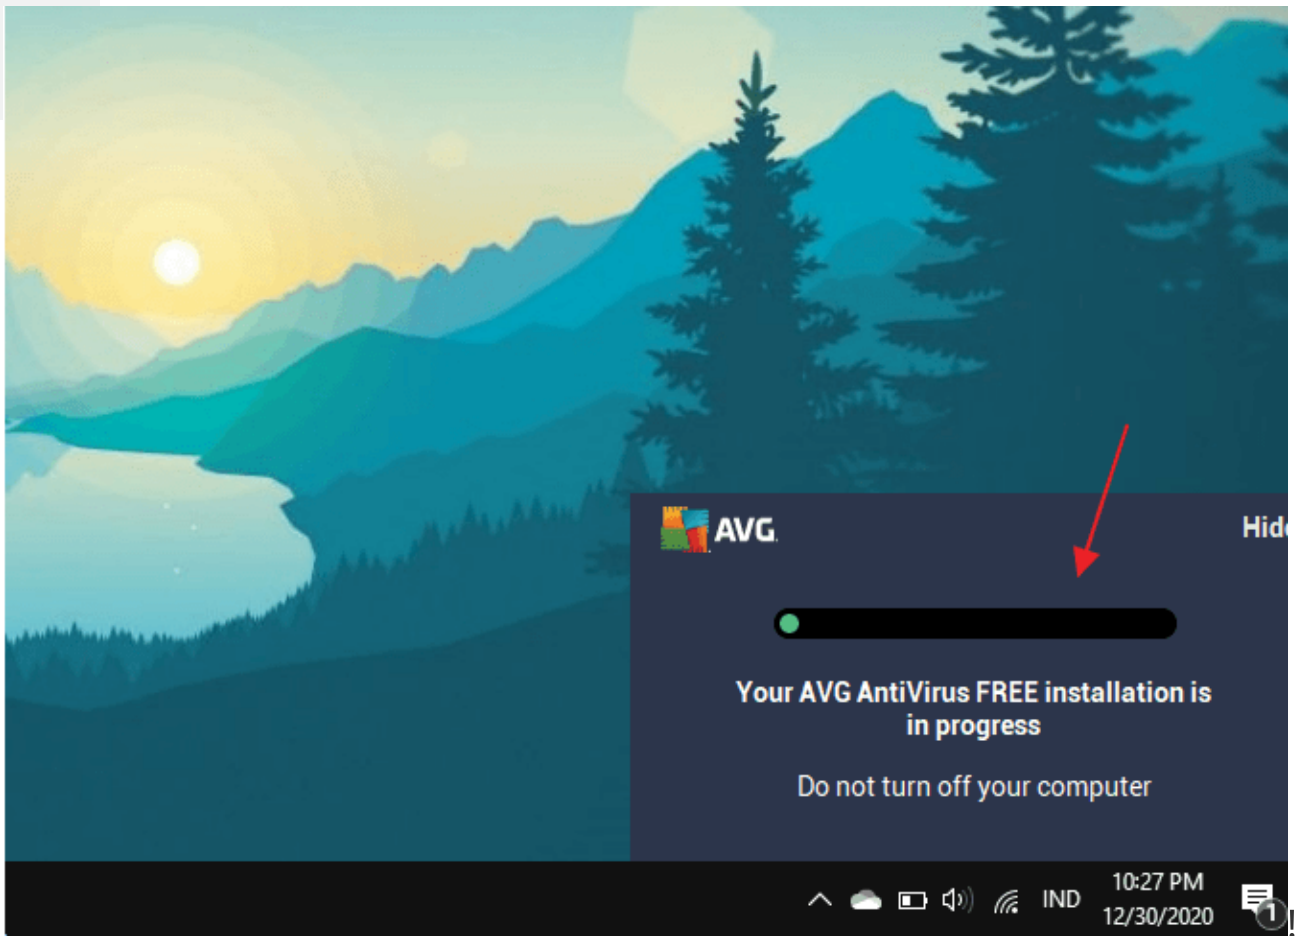 AVG
Hide
Your AVG AntiVirus FREE installation is
in progress
Do not turn off your computer
IND
10:27 PM
12/30/2020
1
!